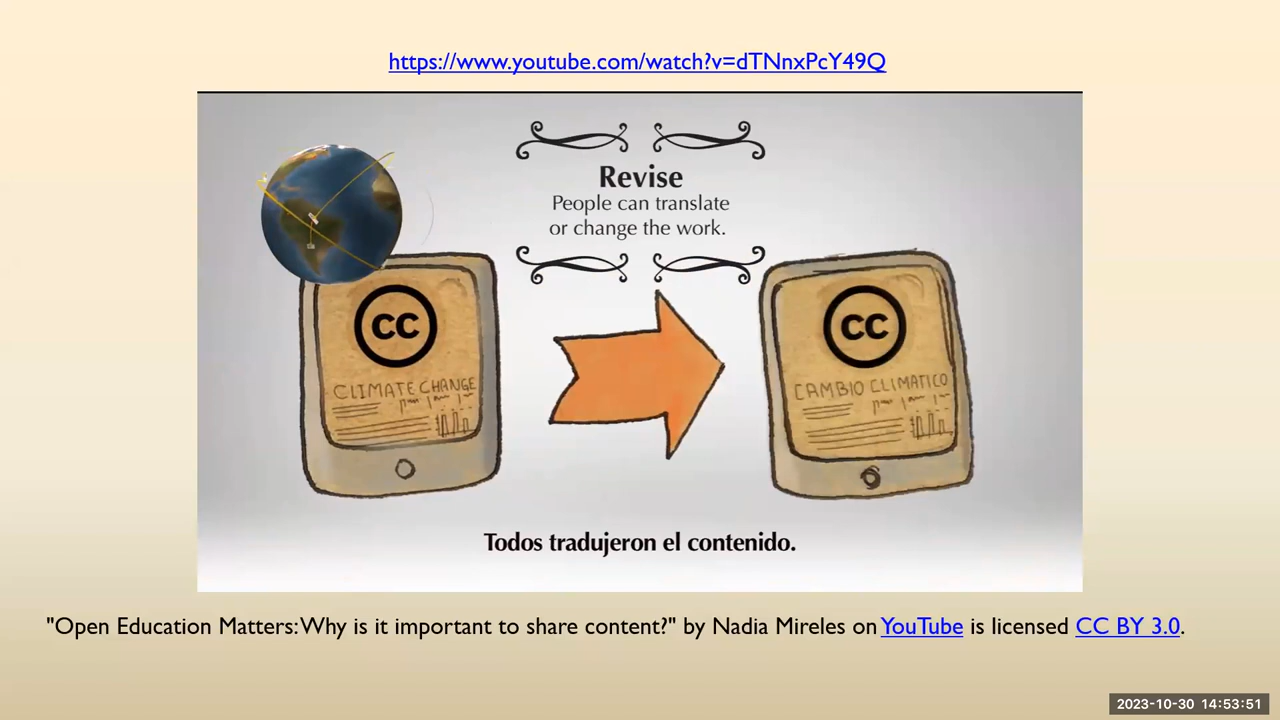 https://www.youtube.com/watch?v=dTNnxPcY49Q
Revise
People can translate
or change the work.
CC
CLIMATE CHANGE
CC
CAMBIO CLIMATICO
Todos tradujeron el contenido.
"Open Education Matters: Why is it important to share content?" by Nadia Mireles on YouTube is licensed CC BY 3.0.
2023-10-30 14:53:51